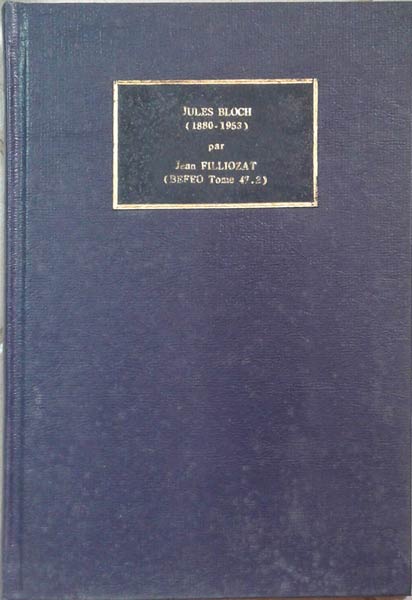 JULES BLOCH
(1880-1953)
par
Jean FILLIOZAT
(BEFEO Tome 47.2)